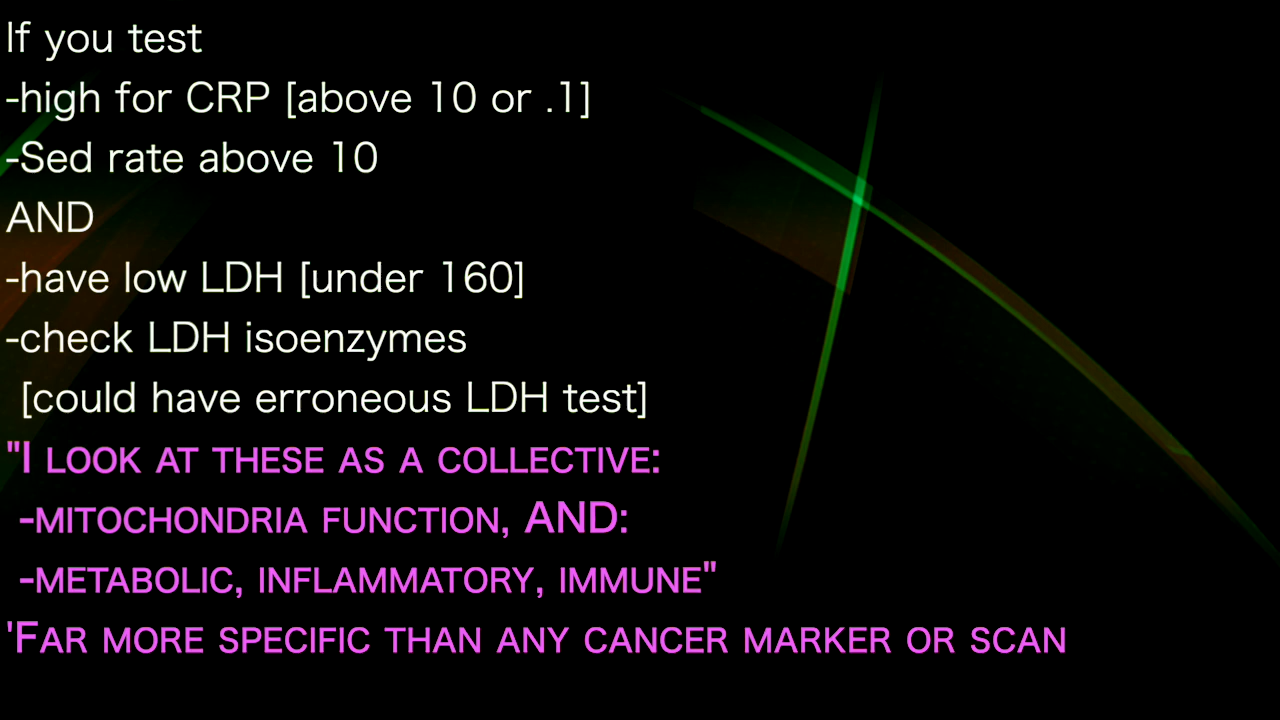 If you test
-high for CRP [above 10 or .1]
-Sed rate above 10
AND
-have low LDH [under 160]
-check LDH isoenzymes
[could have erroneous LDH test]
"I LOOK AT THESE AS A COLLECTIVE:
-MITOCHONDRIA FUNCTION, AND:
-METABOLIC, INFLAMMATORY, IMMUNE"
'FAR MORE SPECIFIC THAN ANY CANCER MARKER OR SCAN